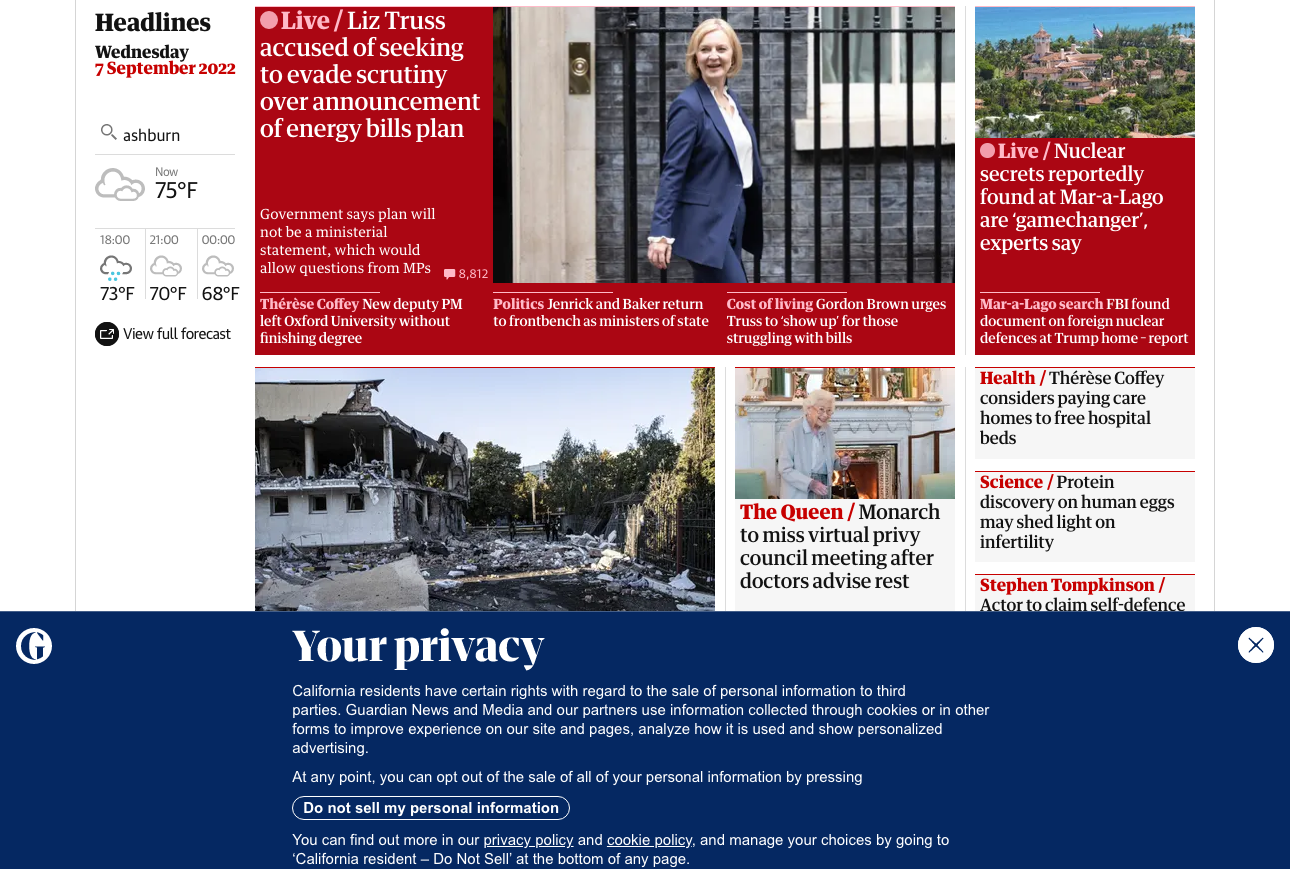 Headlines
Wednesday
7 September 2022
ashburn
Now
75°F
18:00
21:00
00:00
73°F
70°F
68°F
View full forecast
Live / Liz Truss
accused of seeking
to evade scrutiny
over announcement
of energy bills plan
Government says plan will
not be a ministerial
statement, which would
allow questions from MPs
8,812
Thérèse Coffey New deputy PM
left Oxford University without
finishing degree
Politics Jenrick and Baker return
to frontbench as ministers of state
Cost of living Gordon Brown urges
Truss to ‘show up’ for those
struggling with bills
Live / Nuclear
secrets reportedly
found at Mar-a-Lago
are ‘gamechanger’,
experts say
Mar-a-Lago search FBI found
document on foreign nuclear
defences at Trump home – report
The Queen / Monarch
to miss virtual privy
council meeting after
doctors advise rest
Health / Thérèse Coffey
considers paying care
homes to free hospital
beds
Science / Protein
discovery on human eggs
may shed light on
infertility
Stephen Tompkinson /
Actor to claim self-defence
G
Your privacy
California residents have certain rights with regard to the sale of personal information to third
parties. Guardian News and Media and our partners use information collected through cookies or in other
forms to improve experience on our site and pages, analyze how it is used and show personalized
advertising.
At any point, you can opt out of the sale of all of your personal information by pressing
Do not sell my personal information
You can find out more in our privacy policy and cookie policy, and manage your choices by going to
‘California resident – Do Not Sell’ at the bottom of any page.